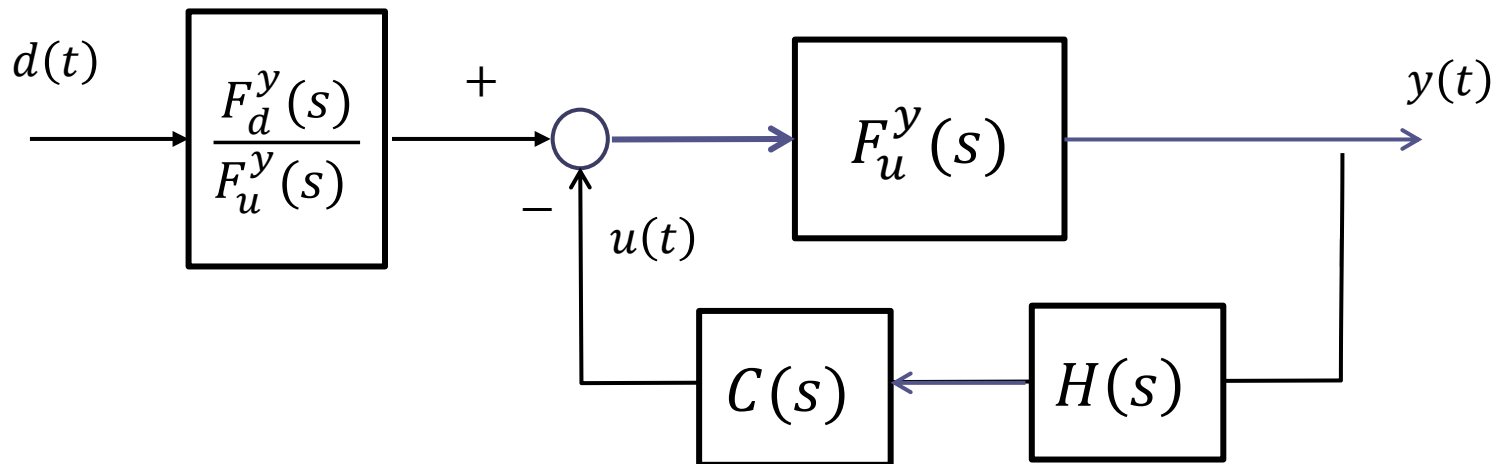 d(t)
F_d^y(s)
F_u^y(s)
+
−
u(t)
F_u^y(s)
y(t)
C(s)
H(s)